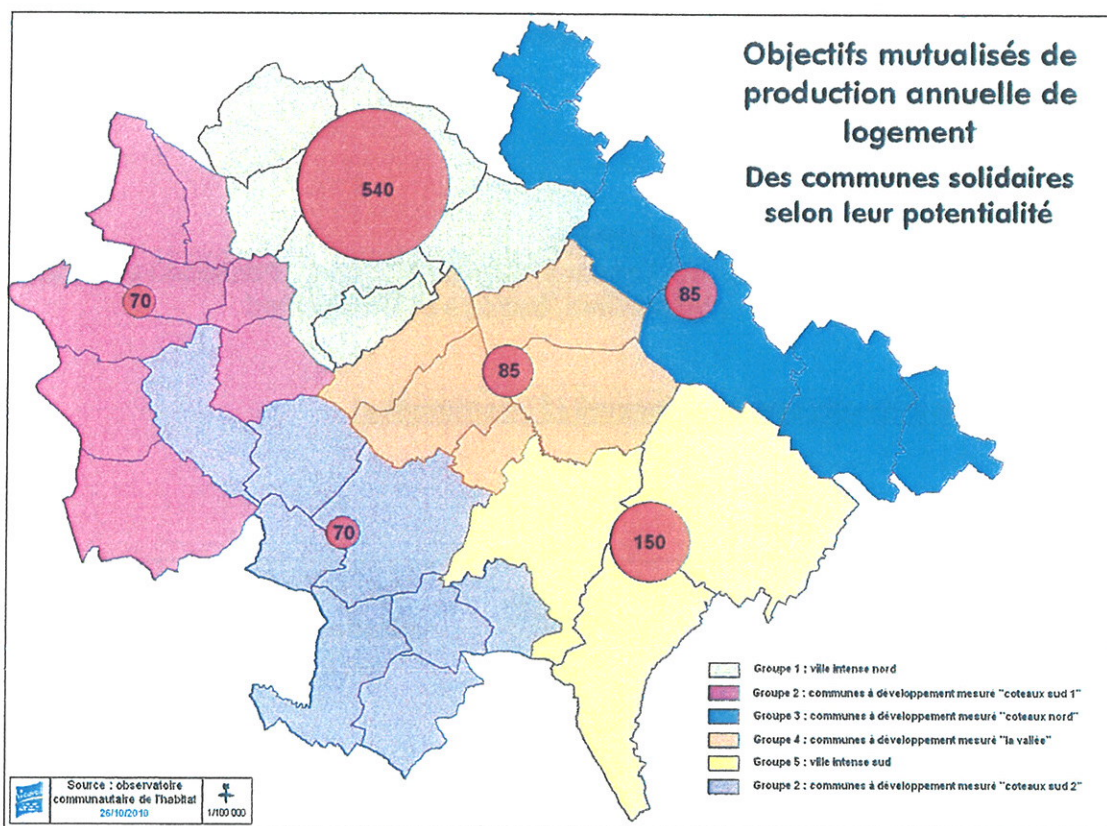 Objectifs mutualisés de
production annuelle de
logement
Des communes solidaires
selon leur potentialité
540
70
85
85
70
150
Groupe 1 : ville intense nord
Groupe 2 : communes à développement mesuré "coteaux sud 1"
Groupe 3 : communes à développement mesuré "coteaux nord"
Groupe 4 : communes à développement mesuré "la vallée"
Groupe 5 : ville intense sud
Groupe 2 : communes à développement mesuré "coteaux sud 2"
Source : observatoire
communautaire de l'habitat
26/10/2010
1/100 000